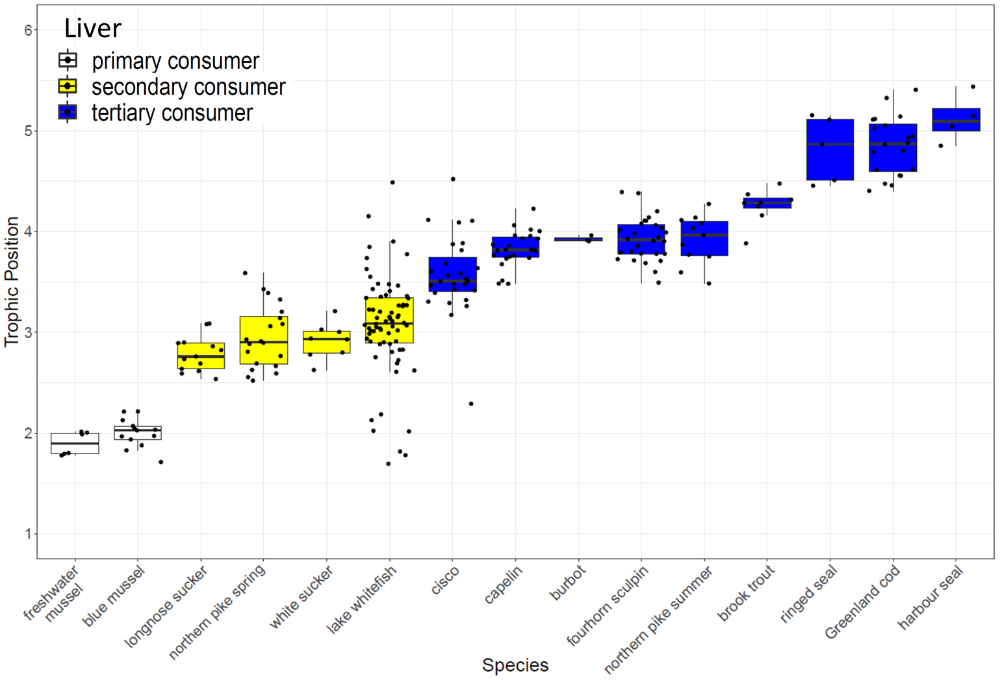 Liver
primary consumer
secondary consumer
tertiary consumer
6
5
4
3
2
1
Trophic Position
freshwater
mussel
blue mussel
longnose sucker
northern pike spring
white sucker
lake whitefish
cisco
capelin
burbot
fourhorn sculpin
northern pike summer
brook trout
ringed seal
Greenland cod
harbour seal
Species